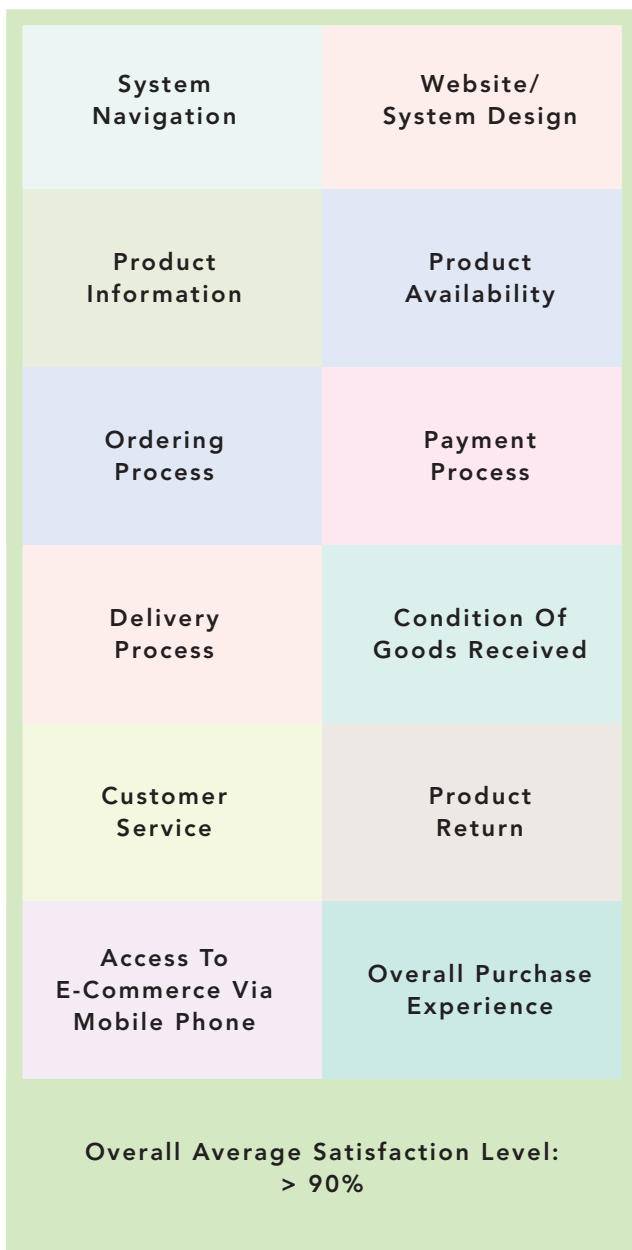 System
Navigation
Website/
System Design
Product
Information
Product
Availability
Ordering
Process
Payment
Process
Delivery
Process
Condition Of
Goods Received
Customer
Service
Product
Return
Access To
E-Commerce Via
Mobile Phone
Overall Purchase
Experience
Overall Average Satisfaction Level:
> 90%